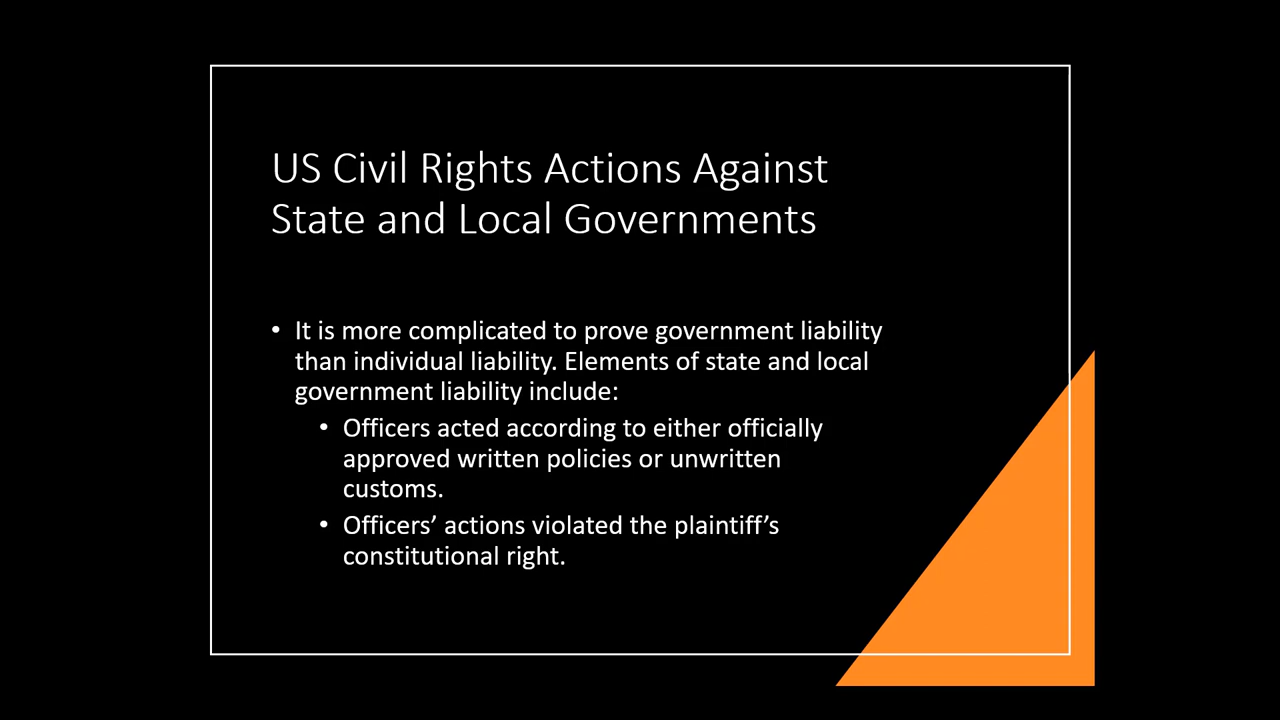 US Civil Rights Actions Against
State and Local Governments
• It is more complicated to prove government liability
than individual liability. Elements of state and local
government liability include:
• Officers acted according to either officially
approved written policies or unwritten
customs.
• Officers’ actions violated the plaintiff’s
constitutional right.